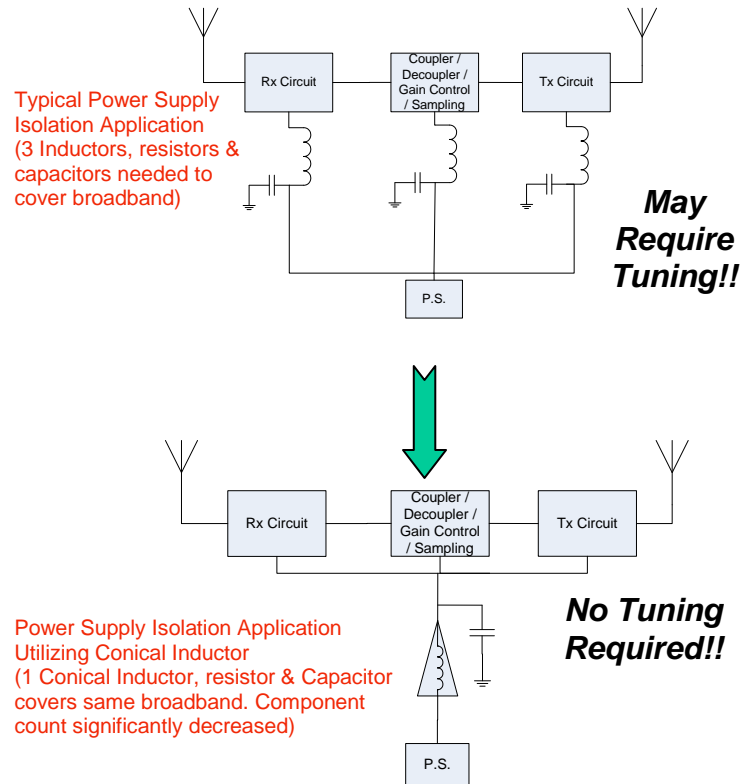 Rx Circuit
Coupler /
Decoupler /
Gain Control
/ Sampling
Tx Circuit
Typical Power Supply
Isolation Application
(3 Inductors, resistors &
capacitors needed to
cover broadband)
May
Require
Tuning!!
P.S.
Rx Circuit
Coupler /
Decoupler /
Gain Control
/ Sampling
Tx Circuit
No Tuning
Required!!
Power Supply Isolation Application
Utilizing Conical Inductor
(1 Conical Inductor, resistor & Capacitor
covers same broadband. Component
count significantly decreased)
P.S.